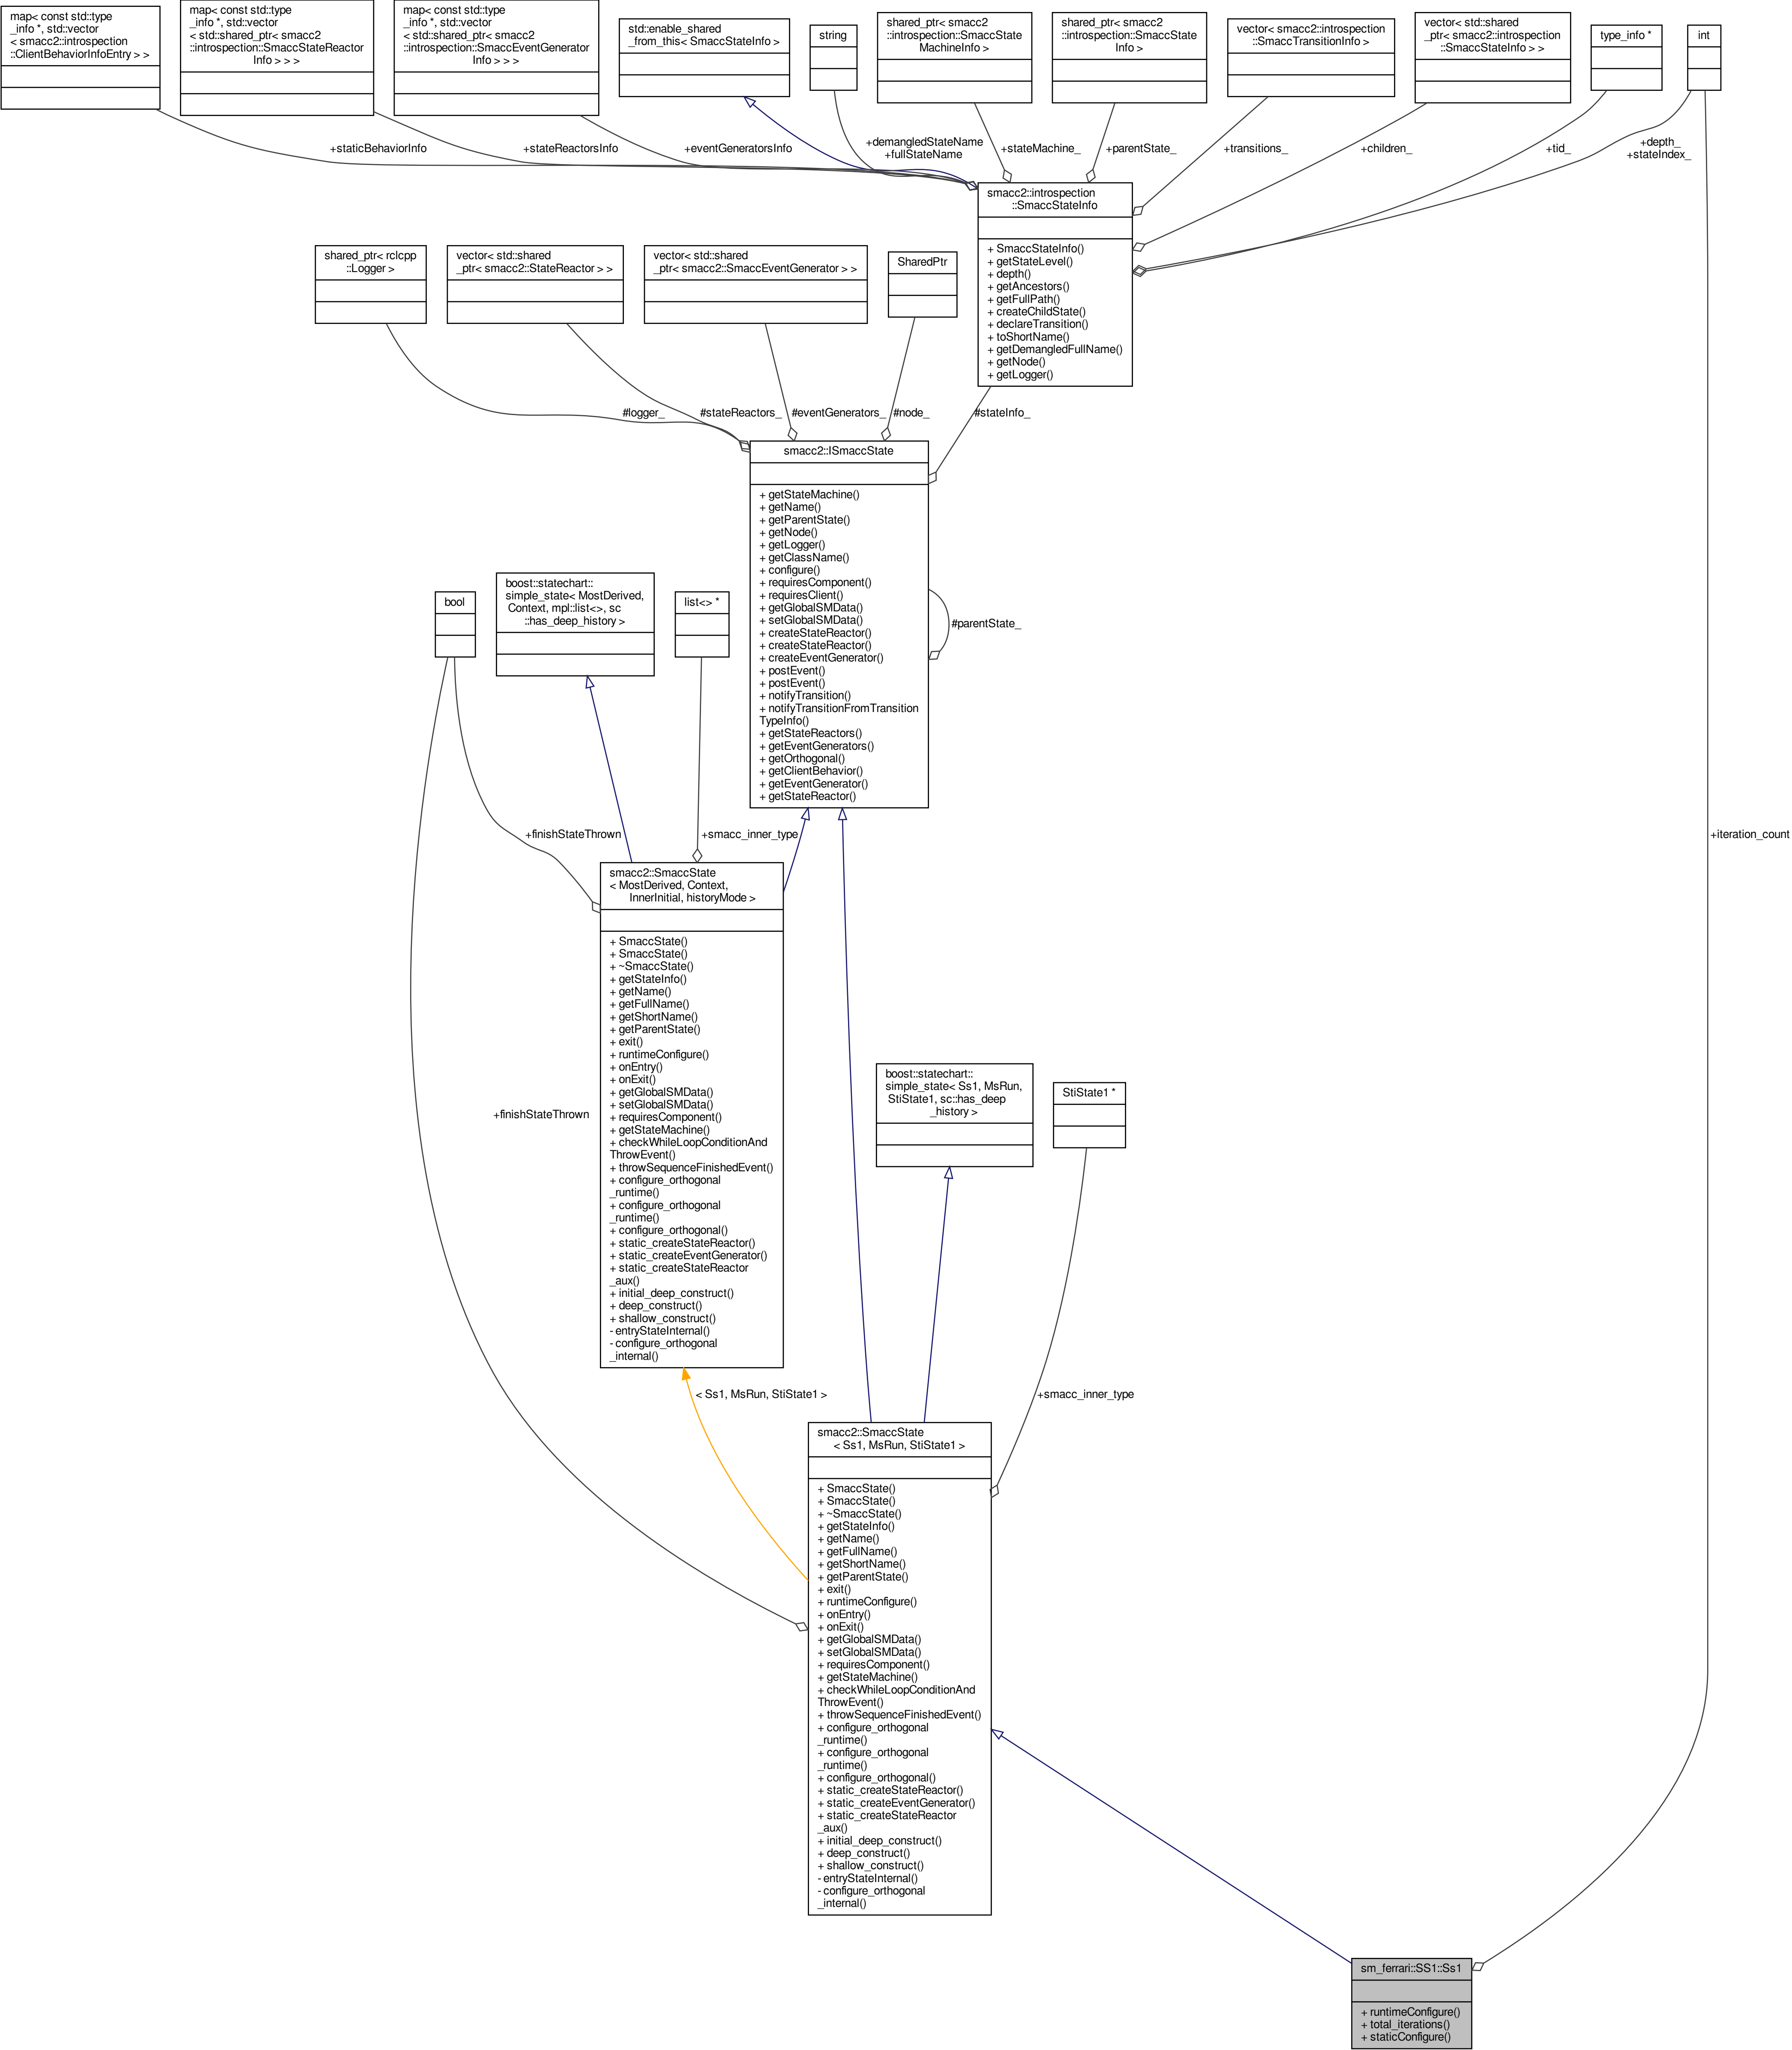 map< const std::type
_info *, std::vector
< smacc2::introspection
::ClientBehaviorInfoEntry > >
map< const std::type
_info *, std::vector
< std::shared_ptr< smacc2
::introspection::SmaccStateReactor
Info > > >
map< const std::type
_info *, std::vector
< std::shared_ptr< smacc2
::introspection::SmaccEventGenerator
Info > > >
std::enable_shared
_from_this< SmaccStateInfo >
string
shared_ptr< smacc2
::introspection::SmaccState
MachineInfo >
shared_ptr< smacc2
::introspection::SmaccState
Info >
vector< smacc2::introspection
::SmaccTransitionInfo >
vector< std::shared
_ptr< smacc2::introspection
::SmaccStateInfo > >
type_info *
int
+staticBehaviorInfo
+stateReactorsInfo
+eventGeneratorsInfo
+demangledStateName
+fullStateName
+stateMachine_
+parentState_
+transitions_
+children_
+tid_
+depth_
+stateIndex_
smacc2::introspection
::SmaccStateInfo
+ SmaccStateInfo()
+ getStateLevel()
+ depth()
+ getAncestors()
+ getFullPath()
+ createChildState()
+ declareTransition()
+ toShortName()
+ getDemangledFullName()
+ getNode()
+ getLogger()
shared_ptr< rclcpp
::Logger >
vector< std::shared
_ptr< smacc2::StateReactor > >
vector< std::shared
_ptr< smacc2::SmaccEventGenerator > >
SharedPtr
#logger_
#stateReactors_
#eventGenerators_
#node_
#stateInfo_
smacc2::ISmaccState
+ getStateMachine()
+ getName()
+ getParentState()
+ getNode()
+ getLogger()
+ getClassName()
+ configure()
+ requiresComponent()
+ requiresClient()
+ getGlobalSMData()
+ setGlobalSMData()
+ createStateReactor()
+ createStateReactor()
+ createEventGenerator()
+ postEvent()
+ postEvent()
+ notifyTransition()
+ notifyTransitionFromTransition
TypeInfo()
+ getStateReactors()
+ getEventGenerators()
+ getOrthogonal()
+ getClientBehavior()
+ getEventGenerator()
+ getStateReactor()
#parentState_
bool
boost::statechart::
simple_state< MostDerived,
Context, mpl::list<>, sc
::has_deep_history >
list<> *
+finishStateThrown
+smacc_inner_type
+iteration_count
smacc2::SmaccState
< MostDerived, Context,
InnerInitial, historyMode >
+ SmaccState()
+ SmaccState()
+ ~SmaccState()
+ getStateInfo()
+ getName()
+ getFullName()
+ getShortName()
+ getParentState()
+ exit()
+ runtimeConfigure()
+ onEntry()
+ onExit()
+ getGlobalSMData()
+ setGlobalSMData()
+ requiresComponent()
+ getStateMachine()
+ checkWhileLoopConditionAnd
ThrowEvent()
+ throwSequenceFinishedEvent()
+ configure_orthogonal
_runtime()
+ configure_orthogonal
_runtime()
+ configure_orthogonal()
+ static_createStateReactor()
+ static_createEventGenerator()
+ static_createStateReactor
_aux()
+ initial_deep_construct()
+ deep_construct()
+ shallow_construct()
- entryStateInternal()
- configure_orthogonal
_internal()
+finishStateThrown
boost::statechart::
simple_state< Ss1, MsRun,
StiState1, sc::has_deep
_history >
StiState1 *
< Ss1, MsRun, StiState1 >
+smacc_inner_type
smacc2::SmaccState
< Ss1, MsRun, StiState1 >
+ SmaccState()
+ SmaccState()
+ ~SmaccState()
+ getStateInfo()
+ getName()
+ getFullName()
+ getShortName()
+ getParentState()
+ exit()
+ runtimeConfigure()
+ onEntry()
+ onExit()
+ getGlobalSMData()
+ setGlobalSMData()
+ requiresComponent()
+ getStateMachine()
+ checkWhileLoopConditionAnd
ThrowEvent()
+ throwSequenceFinishedEvent()
+ configure_orthogonal
_runtime()
+ configure_orthogonal
_runtime()
+ configure_orthogonal()
+ static_createStateReactor()
+ static_createEventGenerator()
+ static_createStateReactor
_aux()
+ initial_deep_construct()
+ deep_construct()
+ shallow_construct()
- entryStateInternal()
- configure_orthogonal
_internal()
sm_ferrari::SS1::Ss1
+ runtimeConfigure()
+ total_iterations()
+ staticConfigure()